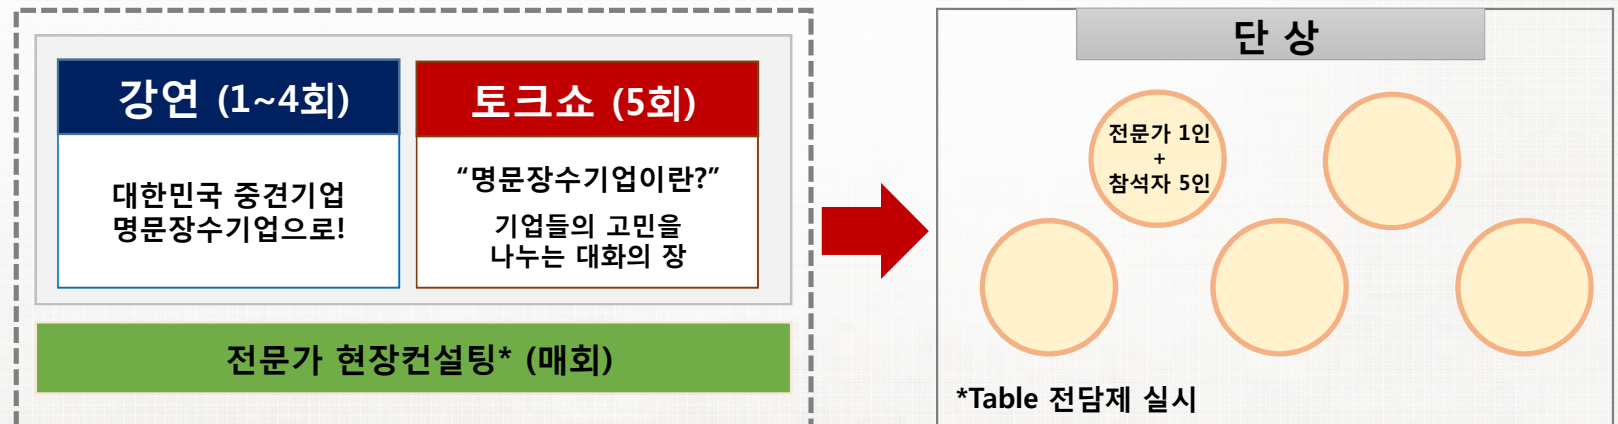 강연 (1~4회)
대한민국 중견기업
명문장수기업으로!
토크쇼 (5회)
“명문장수기업이란?”
기업들의 고민을
나누는 대화의 장
전문가 현장컨설팅* (매회)
단 상
전문가 1인
+
참석자 5인
*Table 전담제 실시